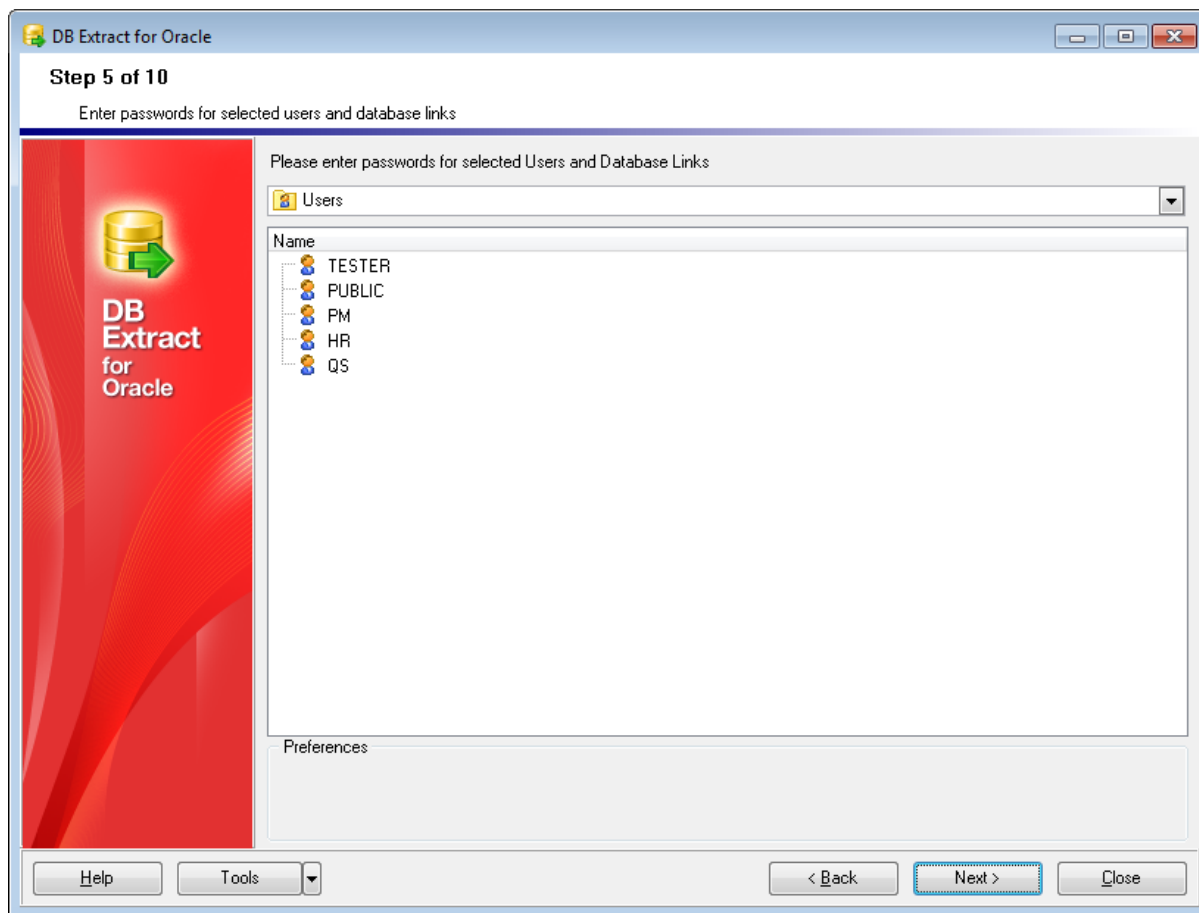 DB Extract for Oracle
Step 5 of 10
Enter passwords for selected users and database links
DB
Extract
for
Oracle
Please enter passwords for selected Users and Database Links
Users
Name
TESTER
PUBLIC
PM
HR
QS
Preferences
Help Tools < Back Next > Close